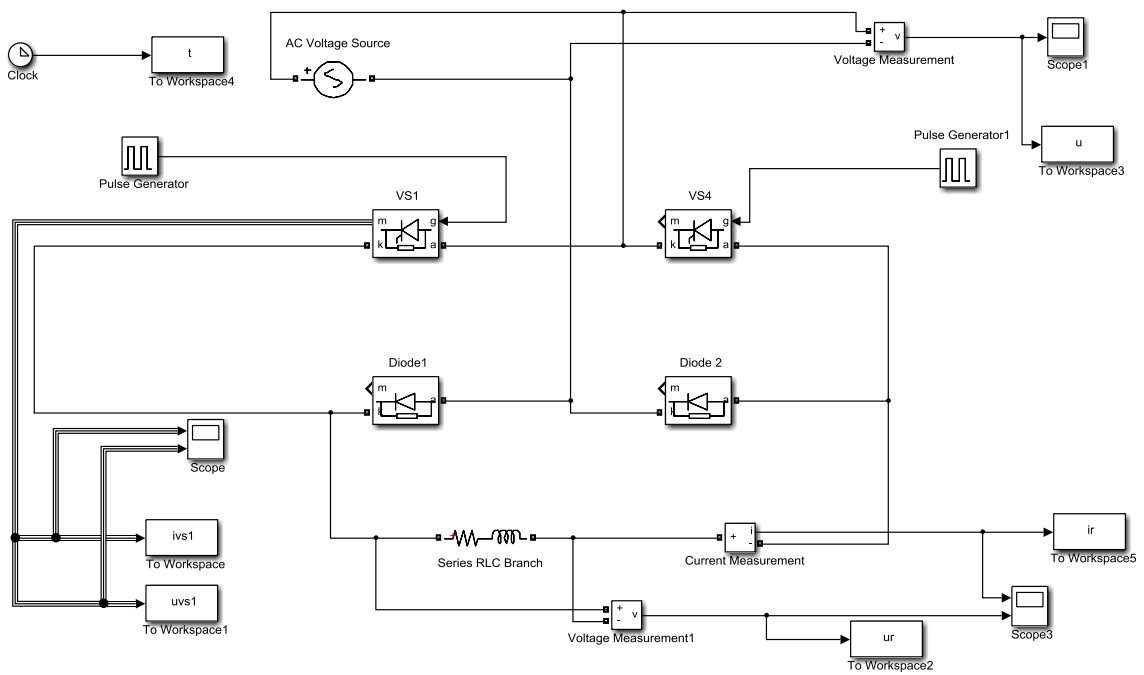 AC Voltage Source
+
+
-
v
Voltage Measurement
Scope1
Clock
t
To Workspace4
Pulse Generator
Pulse Generator1
u
To Workspace3
VS1
m
g
k
a
VS4
m
g
k
a
Diode1
m
a
k
Diode 2
m
a
k
Scope
ivs1
To Workspace
uvs1
To Workspace1
Series RLC Branch
+
i
-
Current Measurement
ir
To Workspace5
+
-
v
Voltage Measurement1
Scope3
ur
To Workspace2